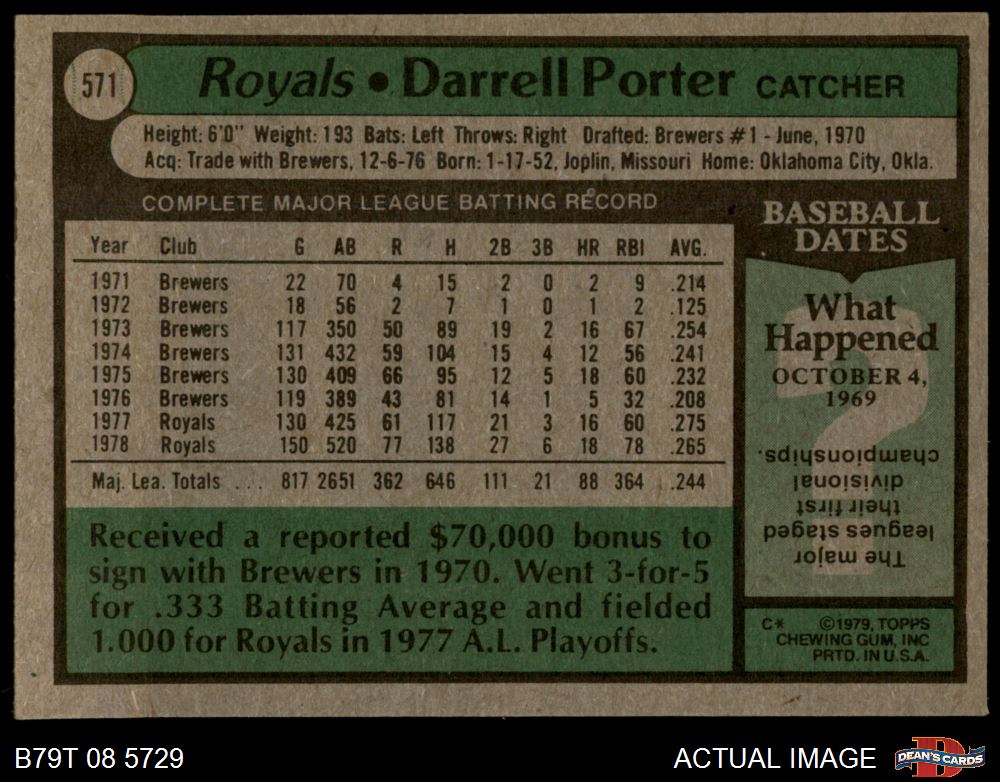 571
Royals • Darrell Porter CATCHER
Height: 6'0" Weight: 193 Bats: Left Throws: Right Drafted: Brewers #1 - June, 1970
Acq: Trade with Brewers, 12-6-76 Born: 1-17-52, Joplin, Missouri Home: Oklahoma City, Okla.
COMPLETE MAJOR LEAGUE BATTING RECORD
Year Club G AB R H 2B 3B HR RBI AVG.
1971 Brewers 22 70 4 15 2 0 2 9 .214
1972 Brewers 18 56 2 7 1 0 1 2 .125
1973 Brewers 117 350 50 89 19 2 16 67 .254
1974 Brewers 131 432 59 104 15 4 12 56 .241
1975 Brewers 130 409 66 95 12 5 18 60 .232
1976 Brewers 119 389 43 81 14 1 5 32 .208
1977 Royals 130 425 61 117 21 3 16 60 .275
1978 Royals 150 520 77 138 27 6 18 78 .265
Maj. Lea. Totals ... 817 2651 362 646 111 21 88 364 .244
Received a reported $70,000 bonus to
sign with Brewers in 1970. Went 3-for-5
for .333 Batting Average and fielded
1.000 for Royals in 1977 A.L. Playoffs.
BASEBALL
DATES
What
Happened
OCTOBER 4,
1969
The major
leagues staged
their first
divisional
championships.
C* ©1979, TOPPS
CHEWING GUM, INC
PRTD. IN U.S.A.
B79T 08 5729
ACTUAL IMAGE
DEAN'S CARDS